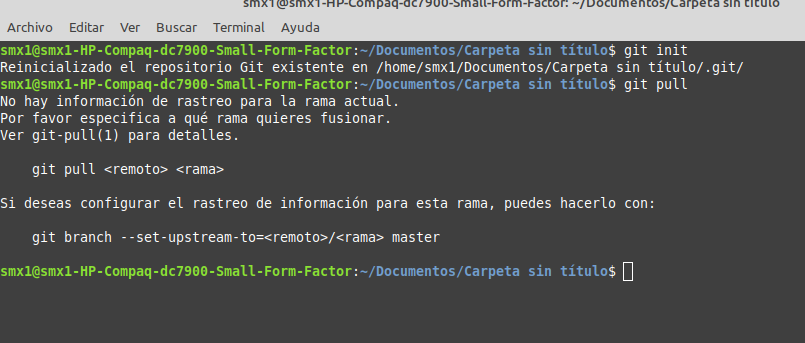 smx1@smx1-HP-Compaq-dc7900-Small-Form-Factor: ~/Documentos/Carpeta sin título
Archivo Editar Ver Buscar Terminal Ayuda
smx1@smx1-HP-Compaq-dc7900-Small-Form-Factor:~/Documentos/Carpeta sin título$ git init
Reinicializado el repositorio Git existente en /home/smx1/Documentos/Carpeta sin título/.git/
smx1@smx1-HP-Compaq-dc7900-Small-Form-Factor:~/Documentos/Carpeta sin título$ git pull
No hay información de rastreo para la rama actual.
Por favor especifica a qué rama quieres fusionar.
Ver git-pull(1) para detalles.
git pull <remoto> <rama>
Si deseas configurar el rastreo de información para esta rama, puedes hacerlo con:
git branch --set-upstream-to=<remoto>/<rama> master
smx1@smx1-HP-Compaq-dc7900-Small-Form-Factor:~/Documentos/Carpeta sin título$